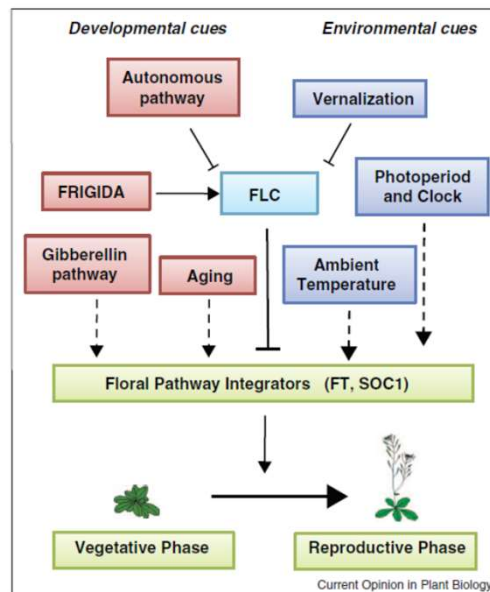 Developmental cues
Environmental cues
Autonomous
pathway
Vernalization
FRIGIDA
FLC
Photoperiod
and Clock
Gibberellin
pathway
Aging
Ambient
Temperature
Floral Pathway Integrators (FT, SOC1)
Vegetative Phase
Reproductive Phase
Current Opinion in Plant Biology